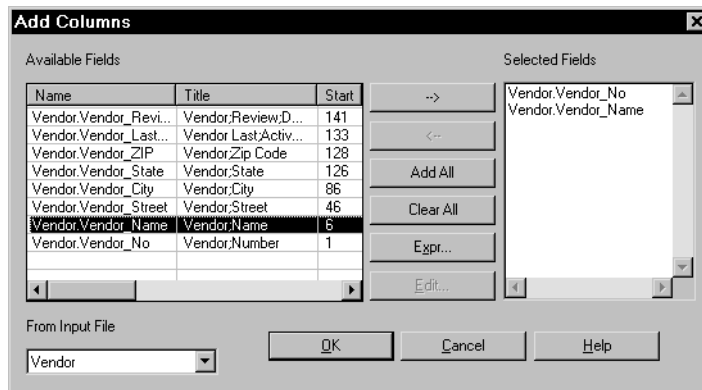 Add Columns
Available Fields
Selected Fields
Name Title Start
Vendor.Vendor_Revi... Vendor;Review;D... 141
Vendor.Vendor_Last... Vendor Last;Activ... 133
Vendor.Vendor_ZIP Vendor;Zip Code 128
Vendor.Vendor_State Vendor;State 126
Vendor.Vendor_City Vendor;City 86
Vendor.Vendor_Street Vendor;Street 46
Vendor.Vendor_Name Vendor;Name 6
Vendor.Vendor_No Vendor;Number 1
-->
<--
Add All
Clear All
Expr...
Edit...
Vendor.Vendor_No
Vendor.Vendor_Name
From Input File
Vendor
OK
Cancel
Help